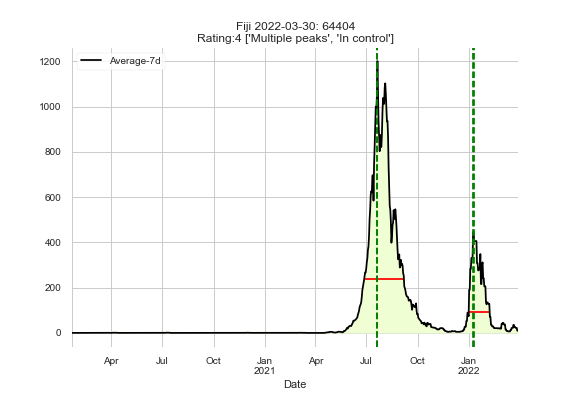 Fiji 2022-03-30: 64404
Rating:4 ['Multiple peaks', 'In control']
Average-7d
1200
1000
800
600
400
200
0
Apr Jul Oct Jan Apr Jul Oct Jan
2021 2022
Date